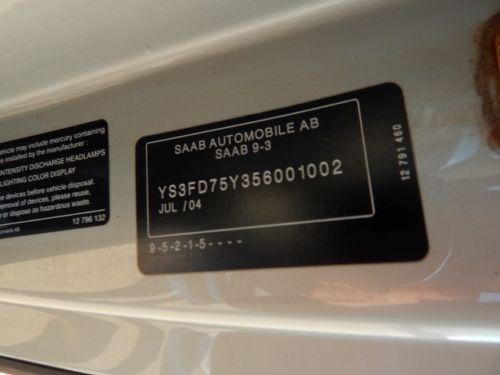 vehicle may include mercury containing
installed by the manufacturer :
INTENSITY DISCHARGE HEADLAMPS
LIGHTING COLOR DISPLAY
devices before vehicle disposal.
removal of devices, please reuse,
or dispose as hazardous waste.
12 796 132
SAAB AUTOMOBILE AB
SAAB 9-3
YS3FD75Y356001002
JUL /04
9-5-2-1-5- - - -
12 791 460